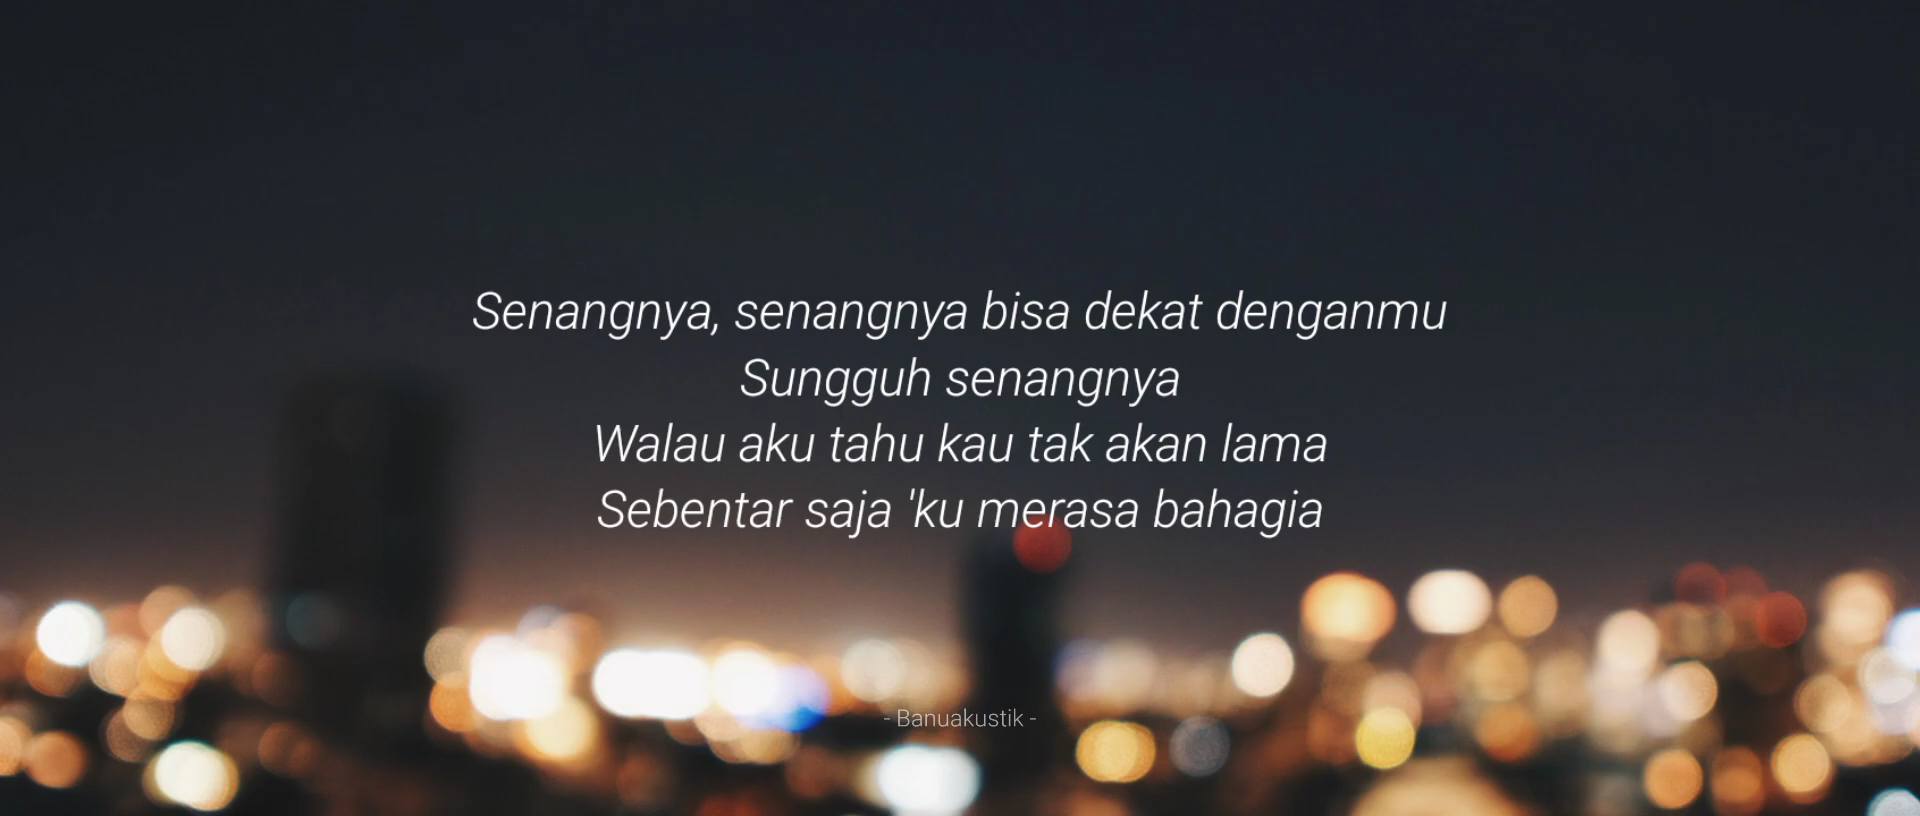 Senangnya, senangnya bisa dekat denganmu
Sungguh senangnya
Walau aku tahu kau tak akan lama
Sebentar saja 'ku merasa bahagia
- Banuakustik -